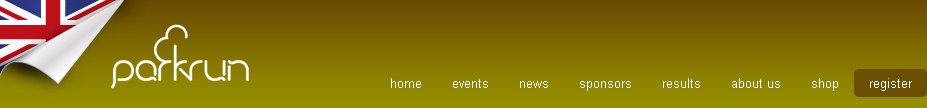 parkrun
home events news sponsors results about us shop register